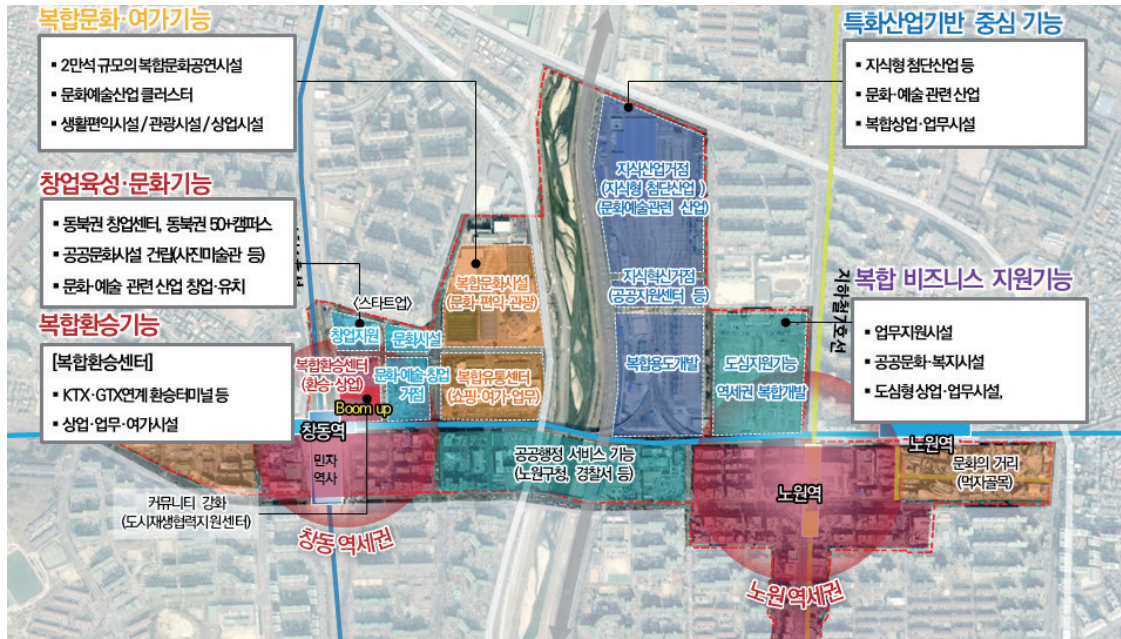 복합문화·여가기능
▪ 2만석 규모의 복합문화공연시설
▪ 문화예술산업 클러스터
▪ 생활편익시설 / 관광시설 / 상업시설
특화산업기반 중심 기능
▪ 지식형 첨단산업 등
▪ 문화·예술 관련 산업
▪ 복합상업·업무시설
창업육성·문화기능
▪ 동북권 창업센터, 동북권 50+캠퍼스
▪ 공공문화시설 건립(사진미술관 등)
▪ 문화·예술 관련 산업 창업·유치
복합환승기능
[복합환승센터]
▪ KTX·GTX연계 환승터미널 등
▪ 상업·업무·여가시설
복합 비즈니스 지원기능
▪ 업무지원시설
▪ 공공문화·복지시설
▪ 도심형 상업·업무시설,
지식산업거점
(지식형 첨단산업 )
(문화예술관련 산업)
지식혁신거점
(공공지원센터 등)
복합문화시설
(문화·편익·관광)
<스타트업>
창업지원
문화시설
복합환승센터
(환승·상업)
문화·예술·창업
거점
복합유통센터
(쇼핑·여가·업무)
복합용도개발
도심지원기능
역세권 복합개발
지하철7호선
Boom up
창동역
민자
역사
공공행정 서비스 기능
(노원구청, 경찰서 등)
노원역
노원역
문화의 거리
(먹자골목)
커뮤니티 강화
(도시재생협력지원센터)
창동 역세권
노원 역세권